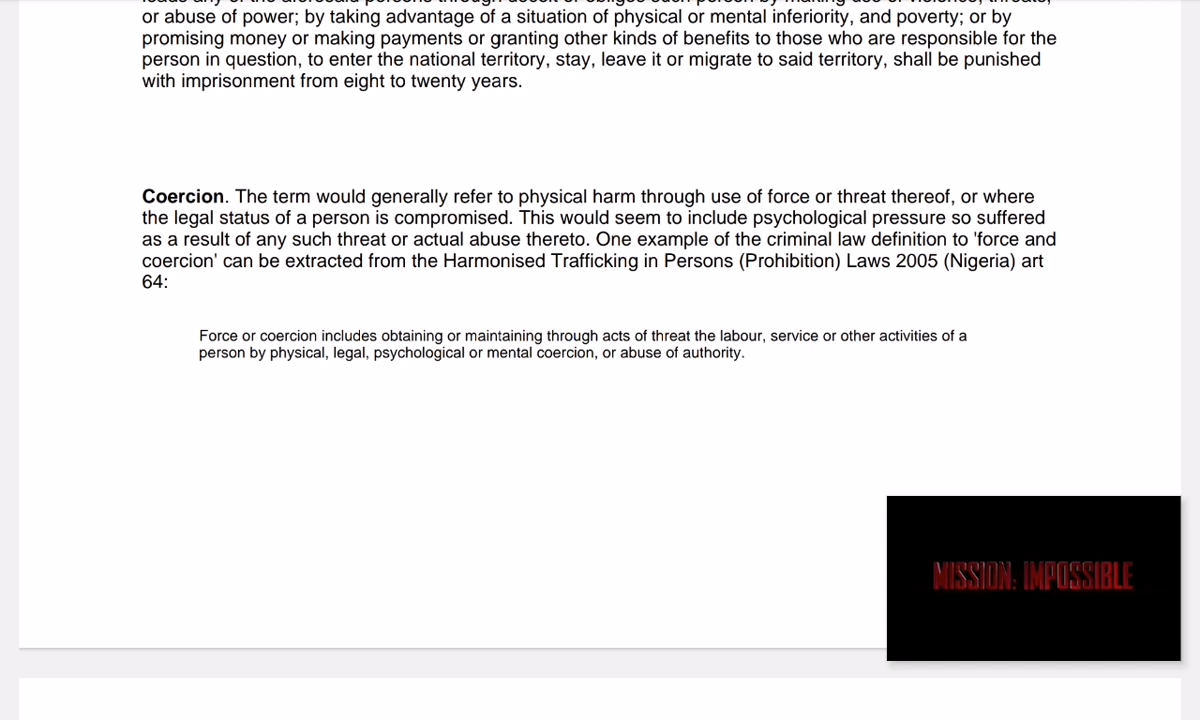 or abuse of power; by taking advantage of a situation of physical or mental inferiority, and poverty; or by
promising money or making payments or granting other kinds of benefits to those who are responsible for the
person in question, to enter the national territory, stay, leave it or migrate to said territory, shall be punished
with imprisonment from eight to twenty years.
Coercion. The term would generally refer to physical harm through use of force or threat thereof, or where
the legal status of a person is compromised. This would seem to include psychological pressure so suffered
as a result of any such threat or actual abuse thereto. One example of the criminal law definition to 'force and
coercion' can be extracted from the Harmonised Trafficking in Persons (Prohibition) Laws 2005 (Nigeria) art
64:
Force or coercion includes obtaining or maintaining through acts of threat the labour, service or other activities of a
person by physical, legal, psychological or mental coercion, or abuse of authority.
MISSION: IMPOSSIBLE